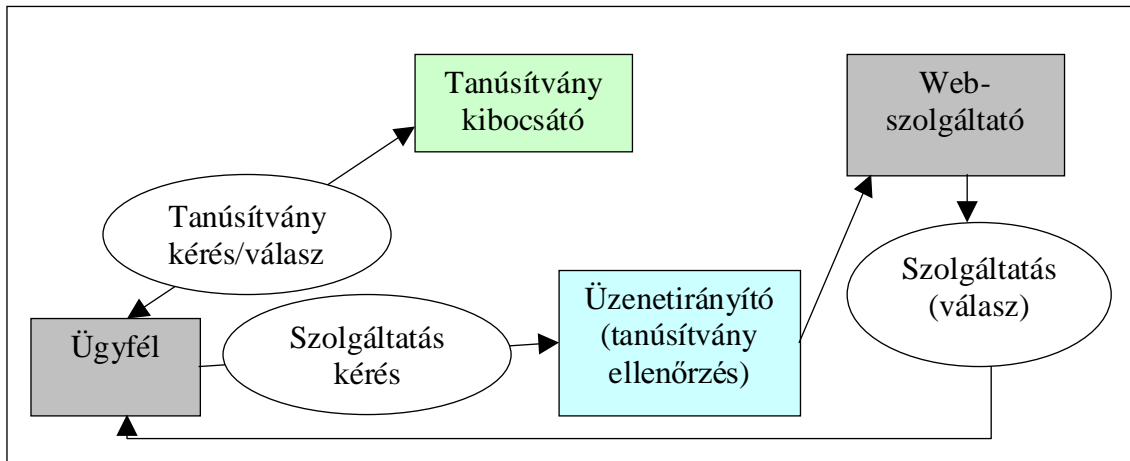 Tanúsítvány
kibocsátó
Web-
szolgáltató
Tanúsítvány
kérés/válasz
Szolgáltatás
(válasz)
Üzenetirányító
(tanúsítvány
ellenőrzés)
Ügyfél
Szolgáltatás
kérés